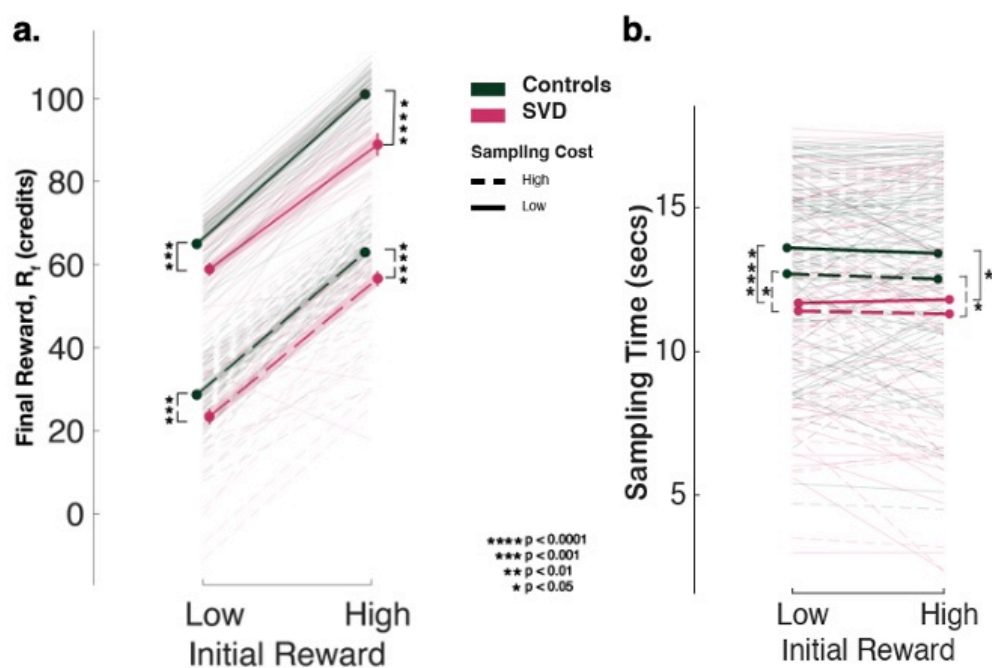 a.
Final Reward, Rf (credits)
100
80
60
40
20
0
Low
High
Initial Reward
****
***
****
***
Controls
SVD
Sampling Cost
High
Low
**** p < 0.0001
*** p < 0.001
** p < 0.01
* p < 0.05
b.
Sampling Time (secs)
15
10
5
****
*
*
*
Low
High
Initial Reward